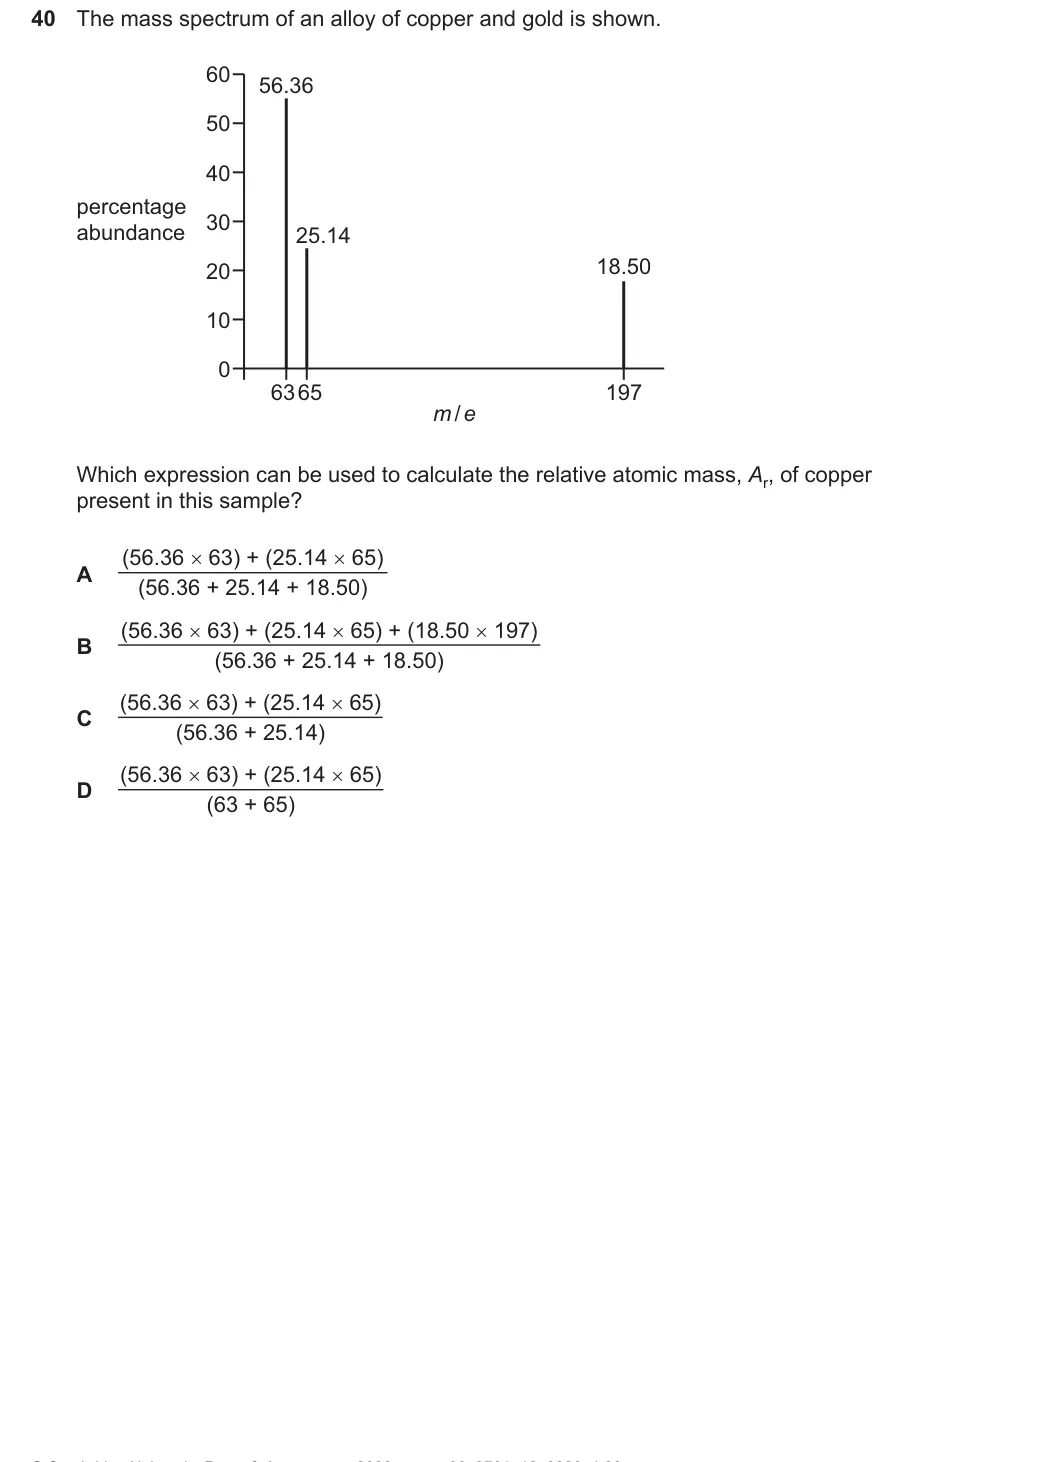 40 The mass spectrum of an alloy of copper and gold is shown.
60
56.36
50
40
percentage
abundance
30
25.14
20
18.50
10
0
63 65
197
m / e
Which expression can be used to calculate the relative atomic mass, Ar, of copper
present in this sample?
A (56.36 × 63) + (25.14 × 65)
(56.36 + 25.14 + 18.50)
B (56.36 × 63) + (25.14 × 65) + (18.50 × 197)
(56.36 + 25.14 + 18.50)
C (56.36 × 63) + (25.14 × 65)
(56.36 + 25.14)
D (56.36 × 63) + (25.14 × 65)
(63 + 65)